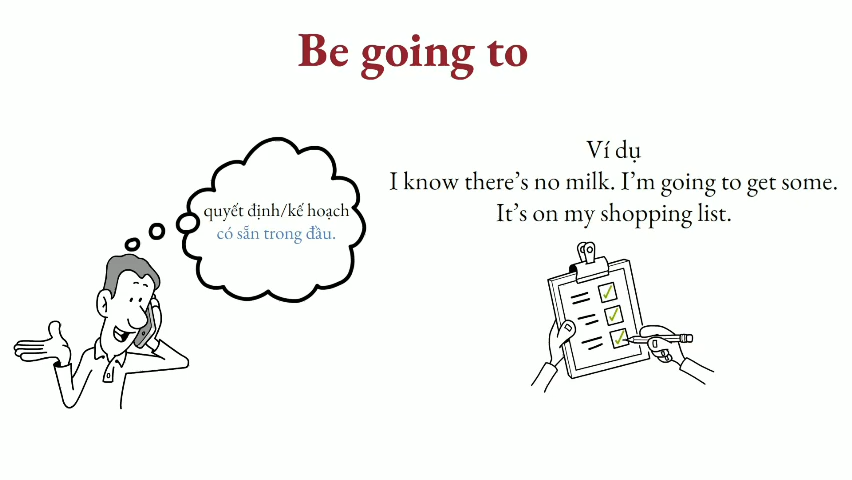 Be going to
quyết định/kế hoạch
có sẵn trong đầu.
Ví dụ
I know there's no milk. I'm going to get some.
It's on my shopping list.